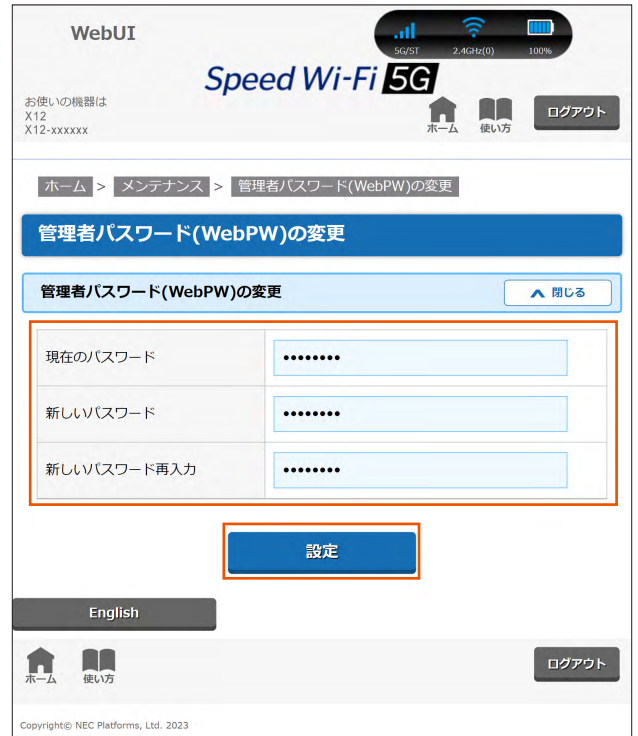 WebUI
5G/ST 2.4GHz(0) 100%
Speed Wi-Fi 5G
お使いの機器は
X12
X12-xxxxxx
ホーム 使い方 ログアウト
ホーム > メンテナンス > 管理者パスワード(WebPW)の変更
管理者パスワード(WebPW)の変更
管理者パスワード(WebPW)の変更 閉じる
現在のパスワード ••••••••
新しいパスワード ••••••••
新しいパスワード再入力 ••••••••
設定
English
ホーム 使い方 ログアウト
Copyright© NEC Platforms, Ltd. 2023